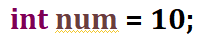 int num = 10;